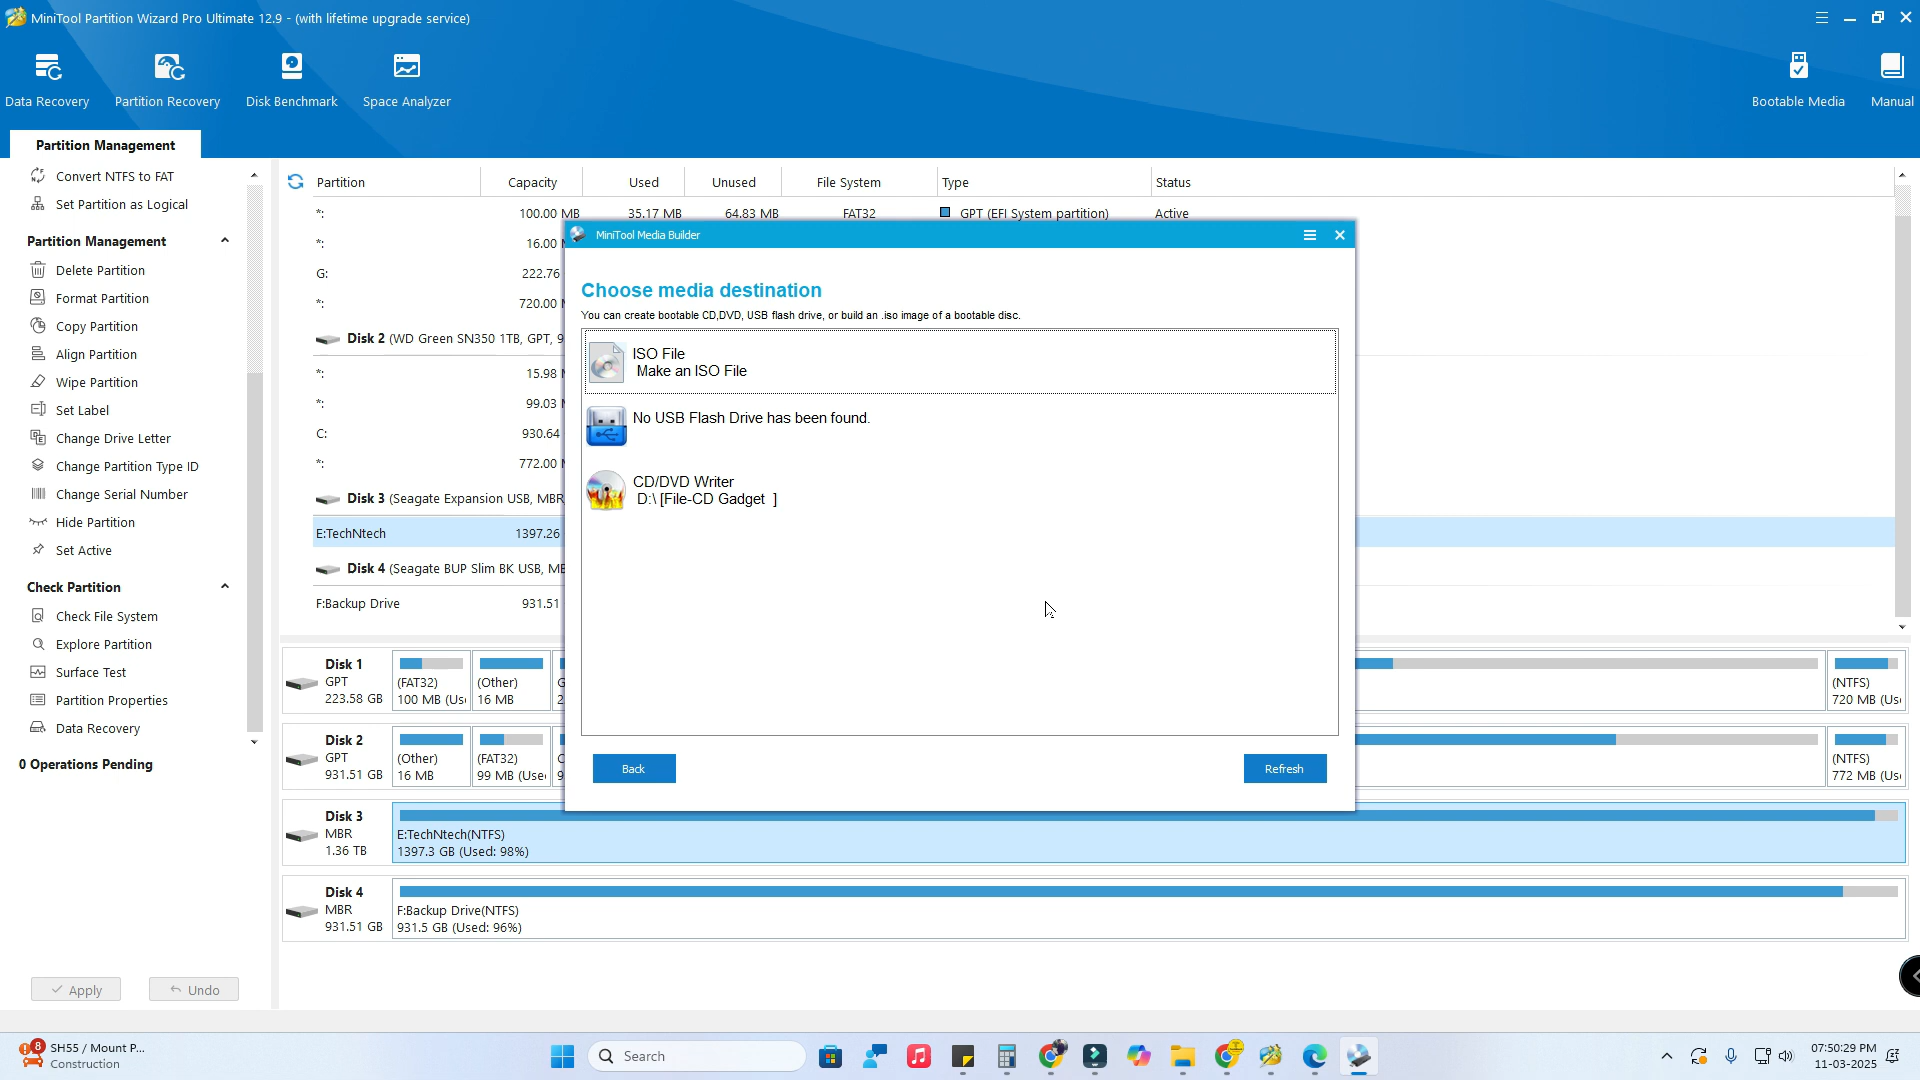 MiniTool Partition Wizard Pro Ultimate 12.9 - (with lifetime upgrade service)
Data Recovery
Partition Recovery
Disk Benchmark
Space Analyzer
Bootable Media
Manual
Partition Management
Convert NTFS to FAT
Set Partition as Logical
Partition Management
Delete Partition
Format Partition
Copy Partition
Align Partition
Wipe Partition
Set Label
Change Drive Letter
Change Partition Type ID
Change Serial Number
Hide Partition
Set Active
Check Partition
Check File System
Explore Partition
Surface Test
Partition Properties
Data Recovery
0 Operations Pending
Apply
Undo
Partition Capacity Used Unused File System Type Status
*: 100.00 MB 35.17 MB 64.83 MB FAT32 GPT (EFI System partition) Active
*: 16.00
G: 222.76
*: 720.00
Disk 2 (WD Green SN350 1TB, GPT, 9
*: 15.98
*: 99.03
C: 930.64
*: 772.00
Disk 3 (Seagate Expansion USB, MBR
E:TechNtech 1397.26
Disk 4 (Seagate BUP Slim BK USB, MB
F:Backup Drive 931.51
MiniTool Media Builder
Choose media destination
You can create bootable CD,DVD, USB flash drive, or build an .iso image of a bootable disc.
ISO File
Make an ISO File
No USB Flash Drive has been found.
CD/DVD Writer
D:\ [File-CD Gadget ]
Back
Refresh
Disk 1
GPT
223.58 GB
(FAT32)
100 MB (Us
(Other)
16 MB
G
2
(NTFS)
720 MB (Us
Disk 2
GPT
931.51 GB
(Other)
16 MB
(FAT32)
99 MB (Use
C
9
(NTFS)
772 MB (Us
Disk 3
MBR
1.36 TB
E:TechNtech(NTFS)
1397.3 GB (Used: 98%)
Disk 4
MBR
931.51 GB
F:Backup Drive(NTFS)
931.5 GB (Used: 96%)
8
SH55 / Mount P...
Construction
Search
07:50:29 PM
11-03-2025